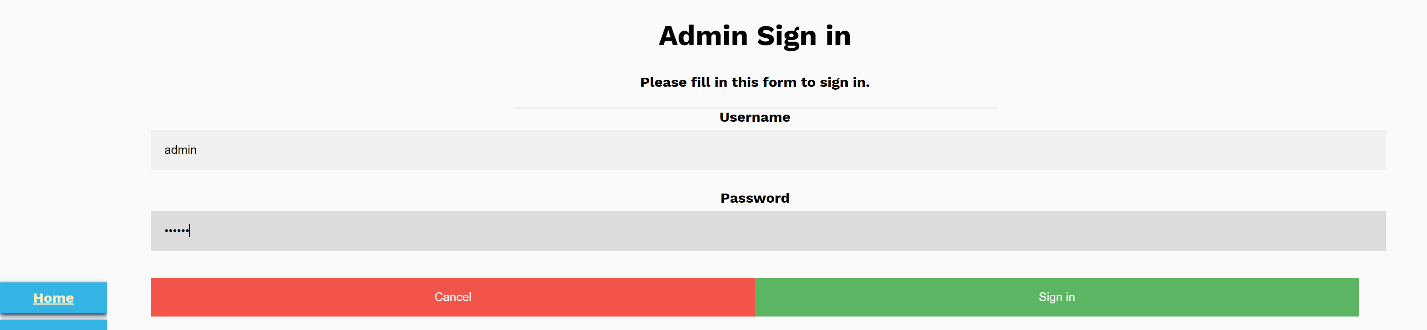 Admin Sign in
Please fill in this form to sign in.
Username
admin
Password
••••••
Home
Cancel
Sign in